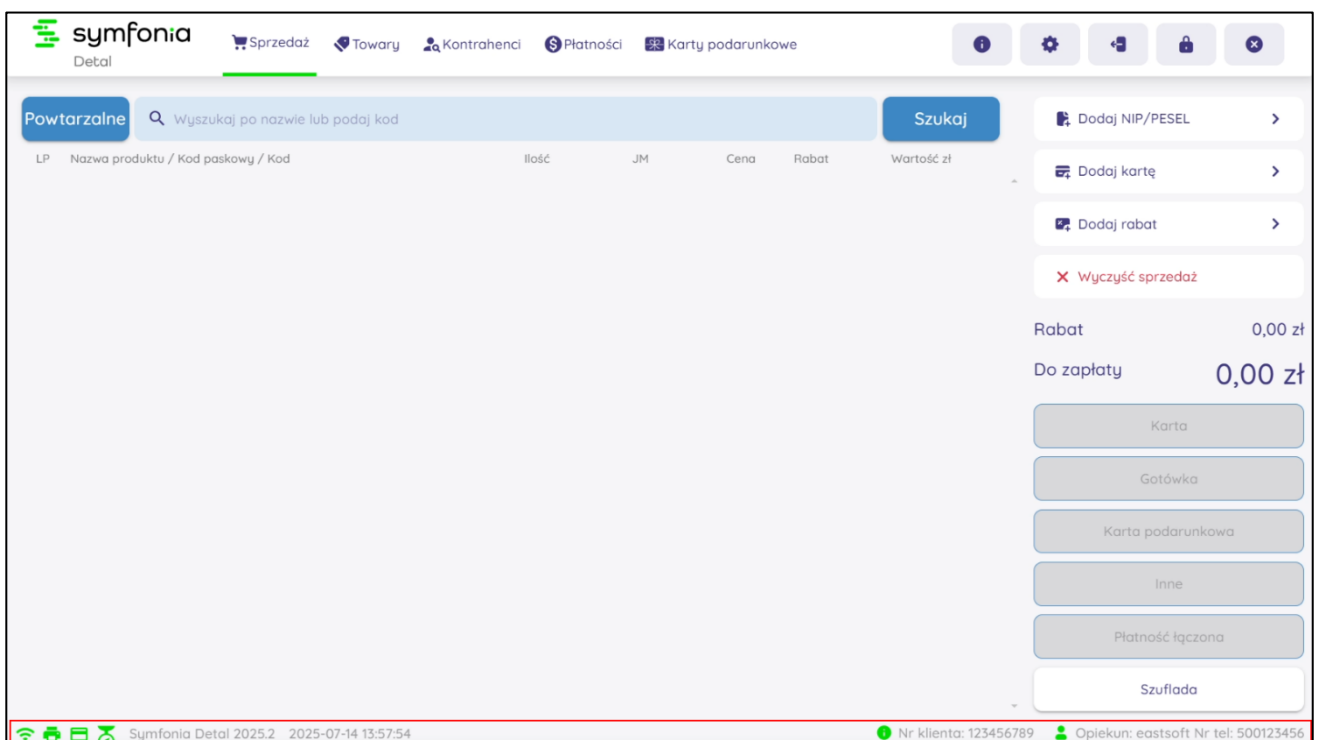 symfonia
Detal
Sprzedaż Towary Kontrahenci Płatności Karty podarunkowe
Powtarzalne Wyszukaj po nazwie lub podaj kod Szukaj
LP Nazwa produktu / Kod paskowy / Kod Ilość JM Cena Rabat Wartość zł
Dodaj NIP/PESEL
Dodaj kartę
Dodaj rabat
Wyczyść sprzedaż
Rabat 0,00 zł
Do zapłaty 0,00 zł
Karta
Gotówka
Karta podarunkowa
Inne
Płatność łączona
Szuflada
Symfonia Detal 2025.2 2025-07-14 13:57:54 Nr klienta: 123456789 Opiekun: eastsoft Nr tel: 500123456